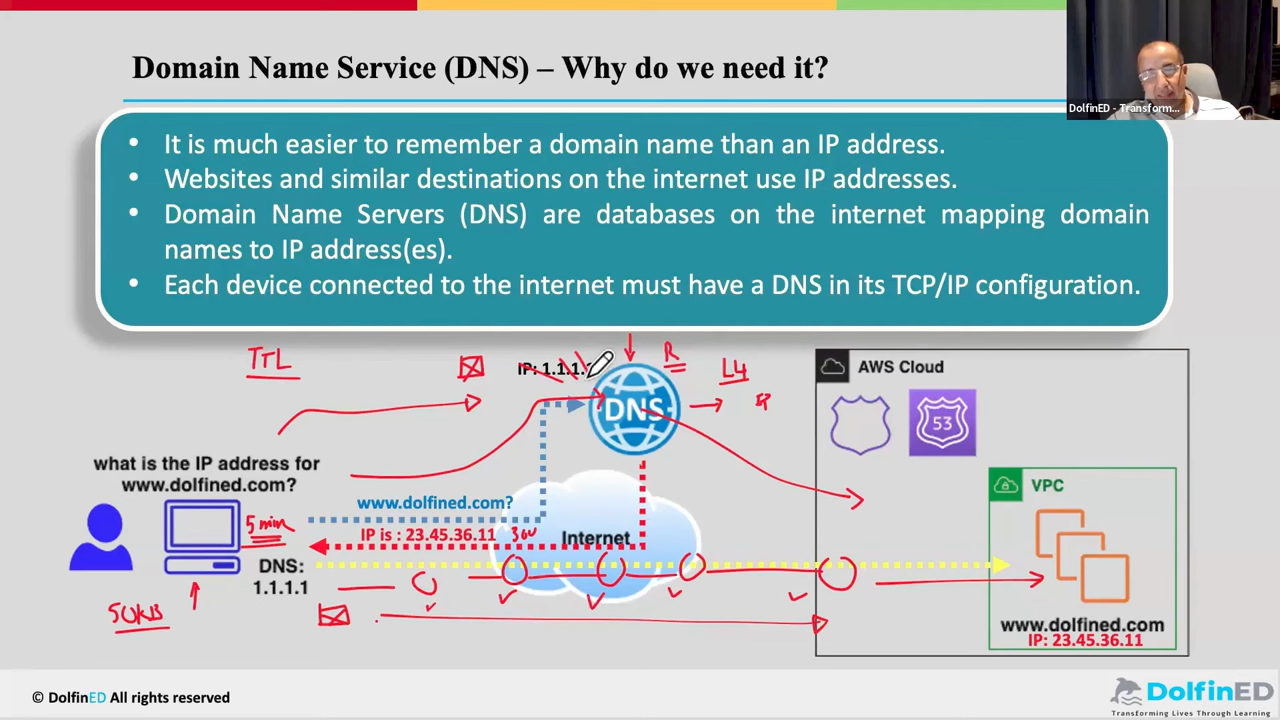 Domain Name Service (DNS) – Why do we need it?
DolfinED - Transform...
• It is much easier to remember a domain name than an IP address.
• Websites and similar destinations on the internet use IP addresses.
• Domain Name Servers (DNS) are databases on the internet mapping domain
names to IP address(es).
• Each device connected to the internet must have a DNS in its TCP/IP configuration.
TTL
IP: 1.1.1.
R
L4
DNS
AWS Cloud
53
what is the IP address for
www.dolfined.com?
VPC
www.dolfined.com?
5 min
IP is : 23.45.36.11
300
Internet
DNS:
1.1.1.1
50KB
www.dolfined.com
IP: 23.45.36.11
© DolfinED All rights reserved
DolfinED
Transforming Lives Through Learning